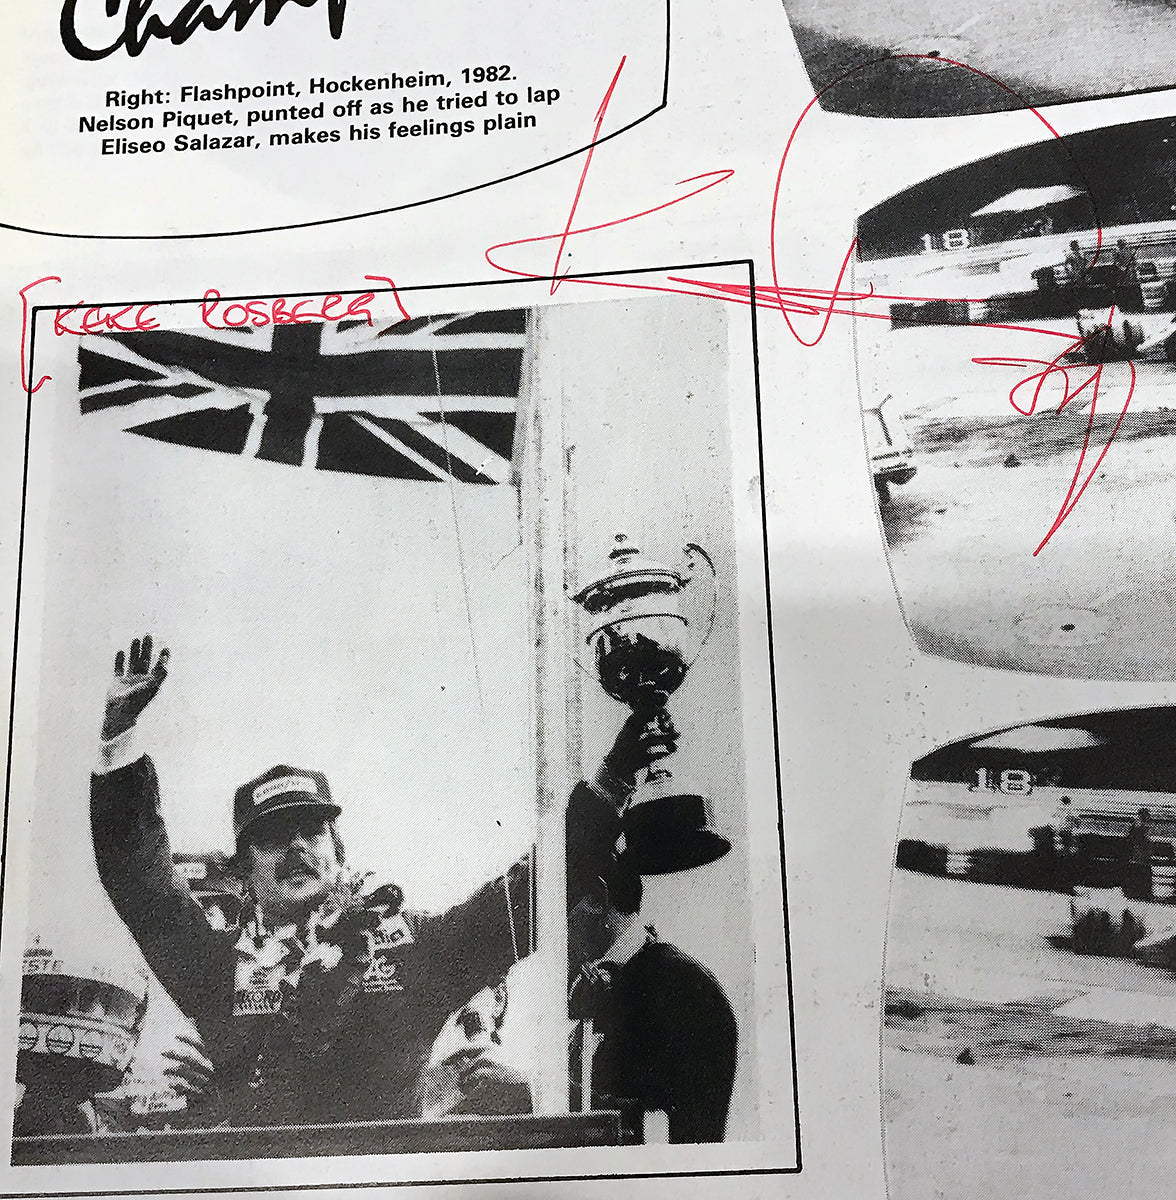 Champ
Right: Flashpoint, Hockenheim, 1982.
Nelson Piquet, punted off as he tried to lap
Eliseo Salazar, makes his feelings plain
[KEKE ROSBERG]
18
AG
18